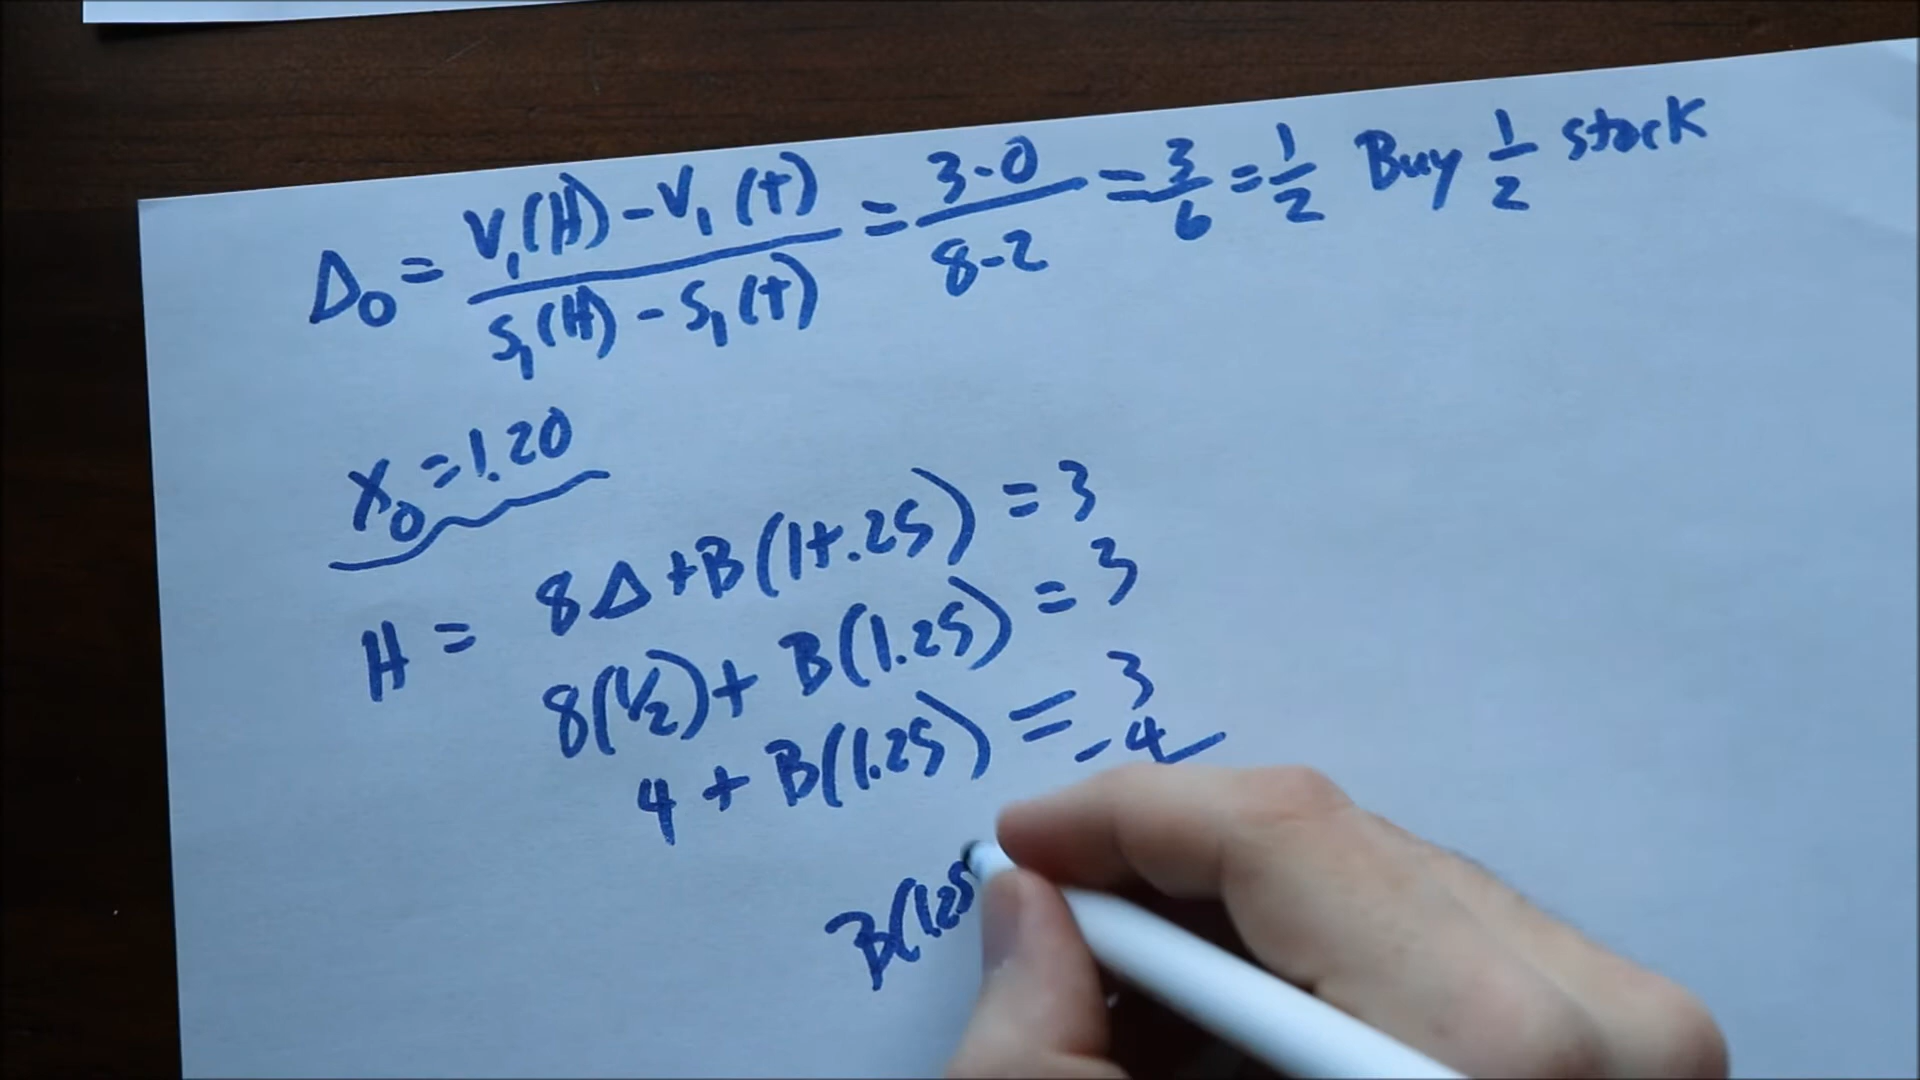 Δ₀ = V₁(H) - V₁(T) / S₁(H) - S₁(T) = 3-0 / 8-2 = 3/6 = 1/2 Buy 1/2 stock
X₀ = 1.20
H = 8Δ + B(1+.25) = 3
8(1/2) + B(1.25) = 3
4 + B(1.25) = 3
-4
B(1.25